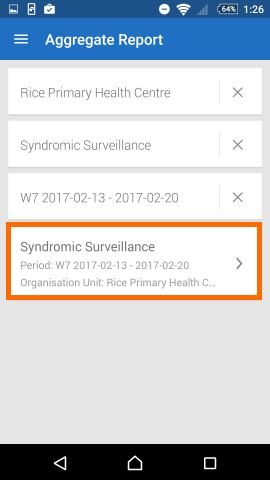 64% 1:26
Aggregate Report
Rice Primary Health Centre
Syndromic Surveillance
W7 2017-02-13 - 2017-02-20
Syndromic Surveillance
Period: W7 2017-02-13 - 2017-02-20
Organisation Unit: Rice Primary Health C...